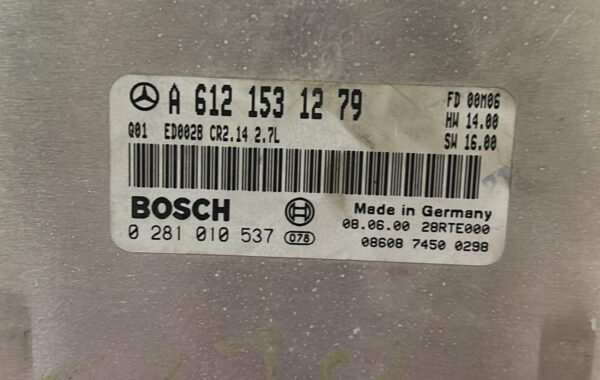 A 612 153 12 79
FD 00M06
HW 14.00
Q01 ED0028 CR2.14 2.7L
SW 16.00
BOSCH
Made in Germany
08.06.00 28RTE000
0 281 010 537 078
08608 7450 0298